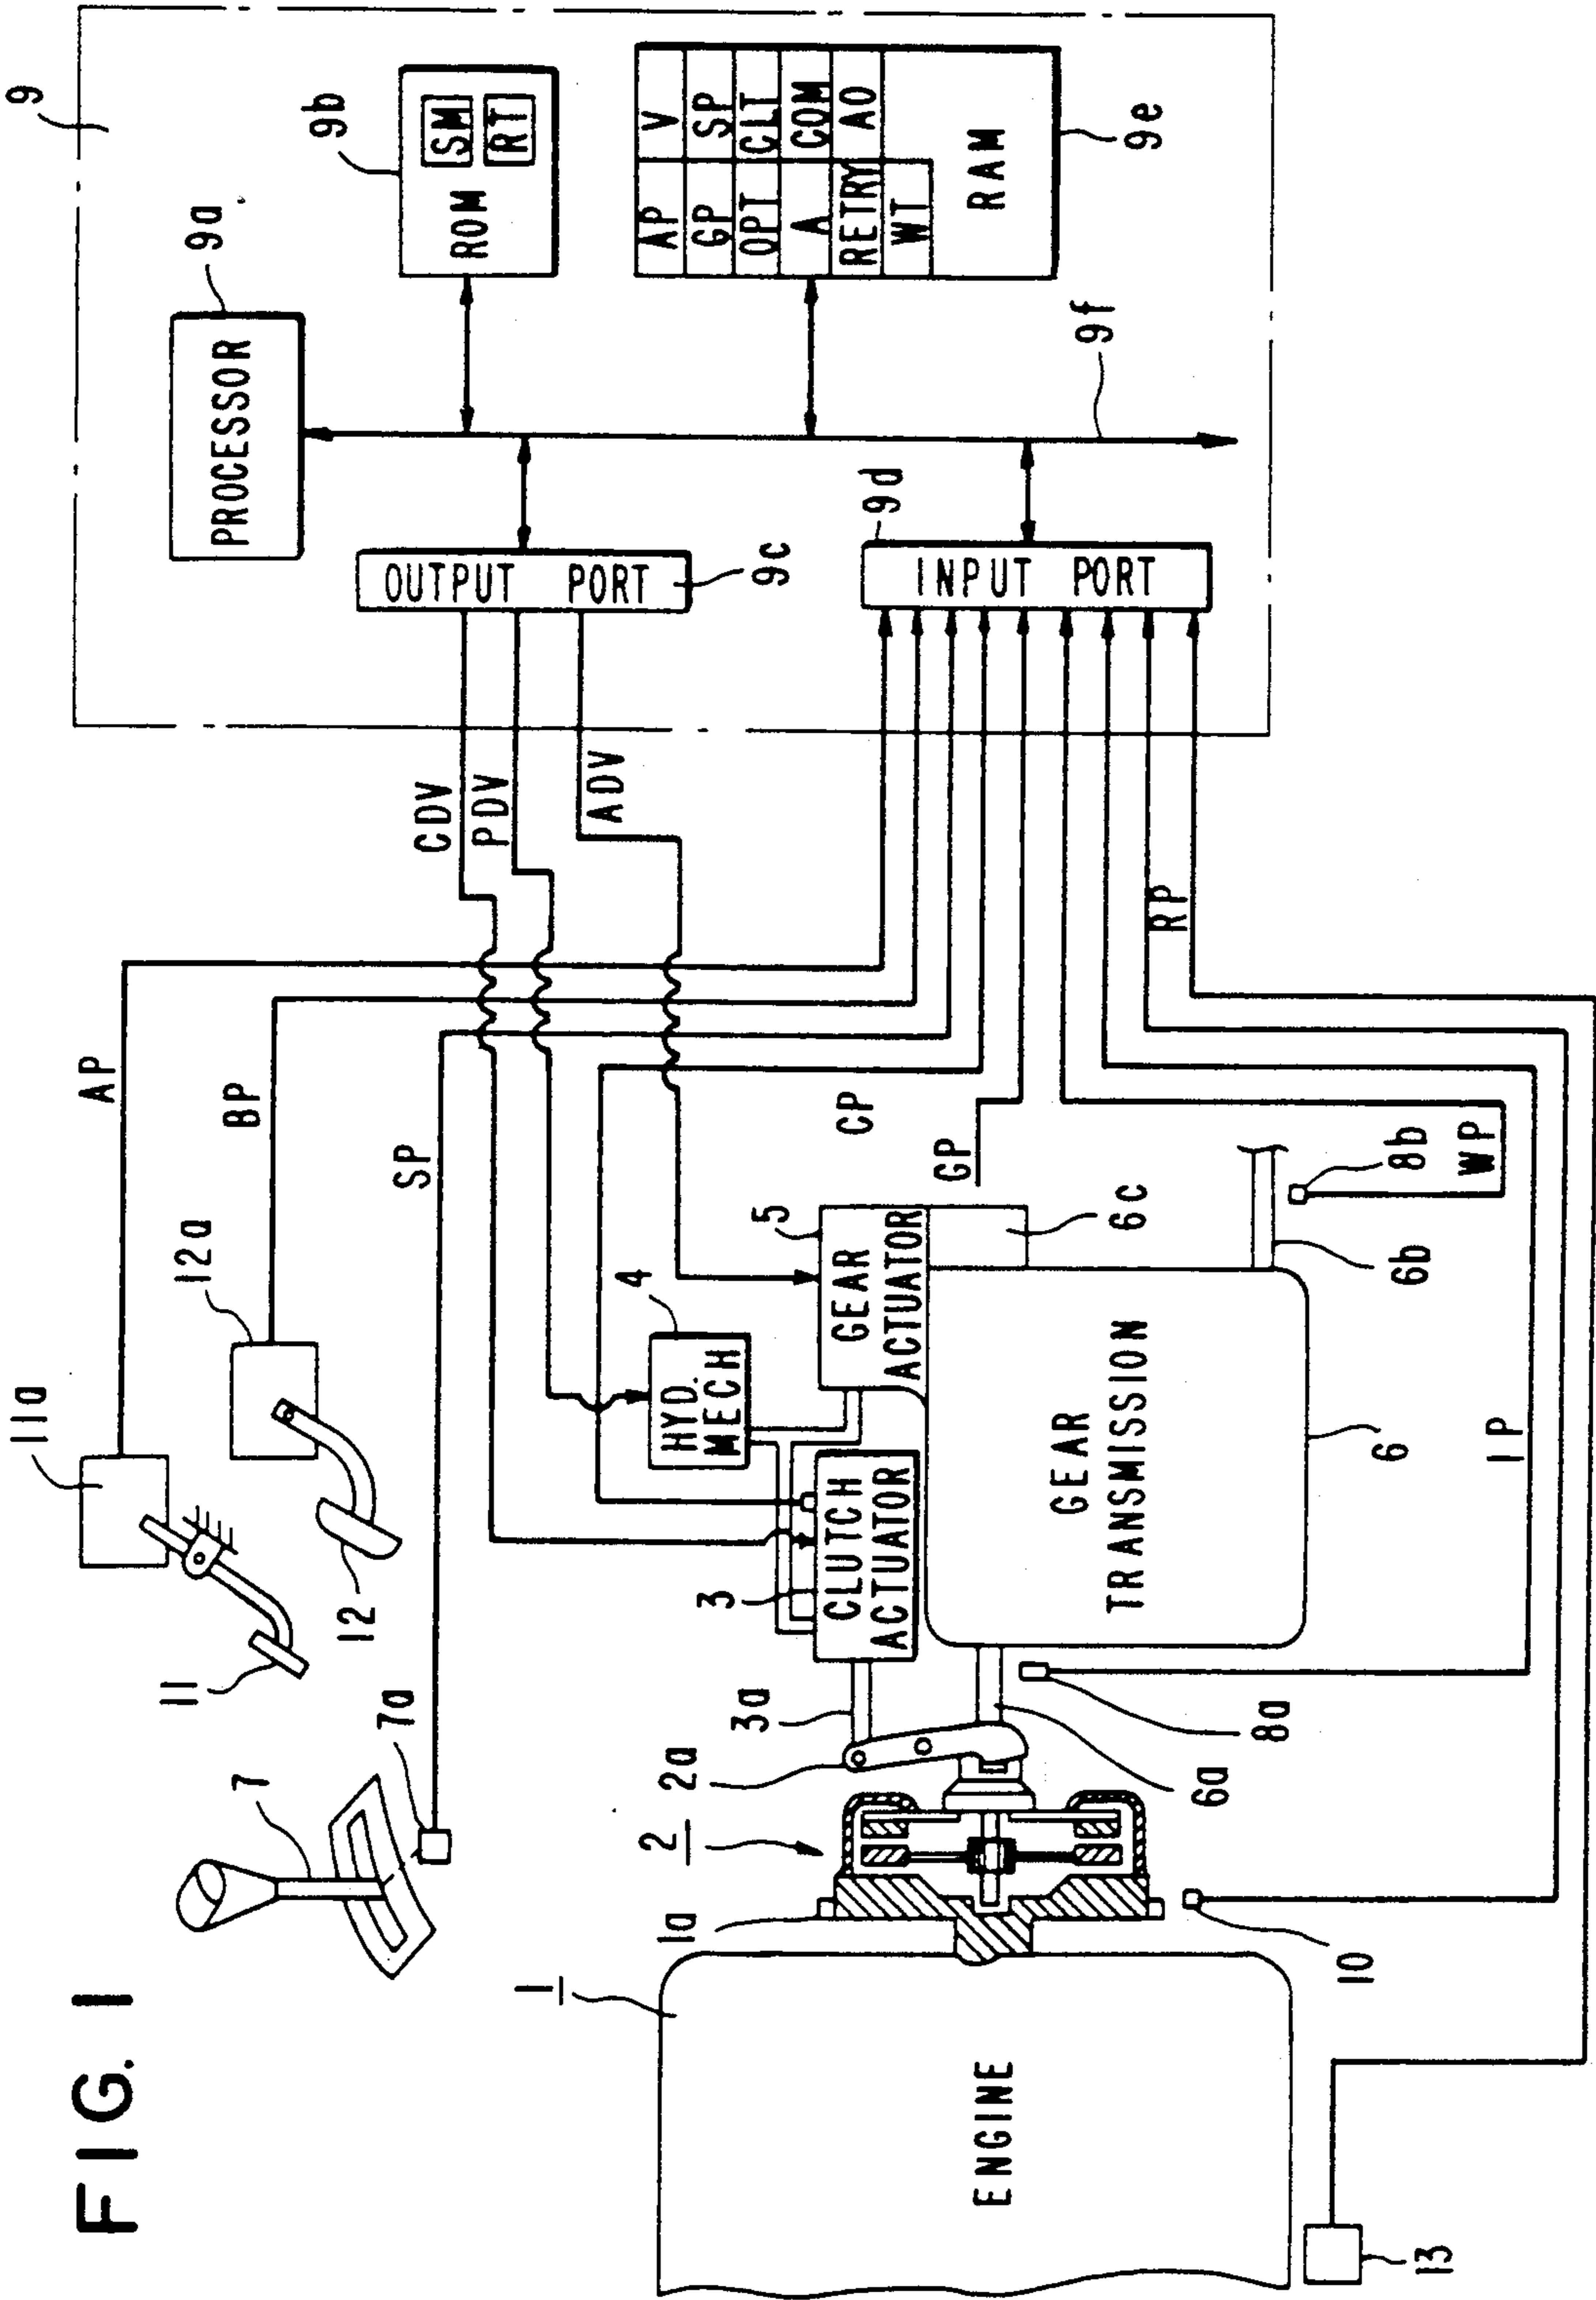 FIG. 1
9
9a
PROCESSOR
9b
ROM
SM
RT
AP V
GP SP
OPT CLT
A COM
RETRY AO
WT
RAM
9e
9f
OUTPUT PORT
9c
9d
INPUT PORT
CDV
PDV
ADV
AP
BP
SP
CP
GP
RP
WP
IP
11a
11
12a
12
7
7a
4
HYD.
MECH
5
GEAR
ACTUATOR
6c
3
CLUTCH
ACTUATOR
3a
2a
2
1a
1
ENGINE
GEAR
TRANSMISSION
6
6a
6b
8a
8b
10
13